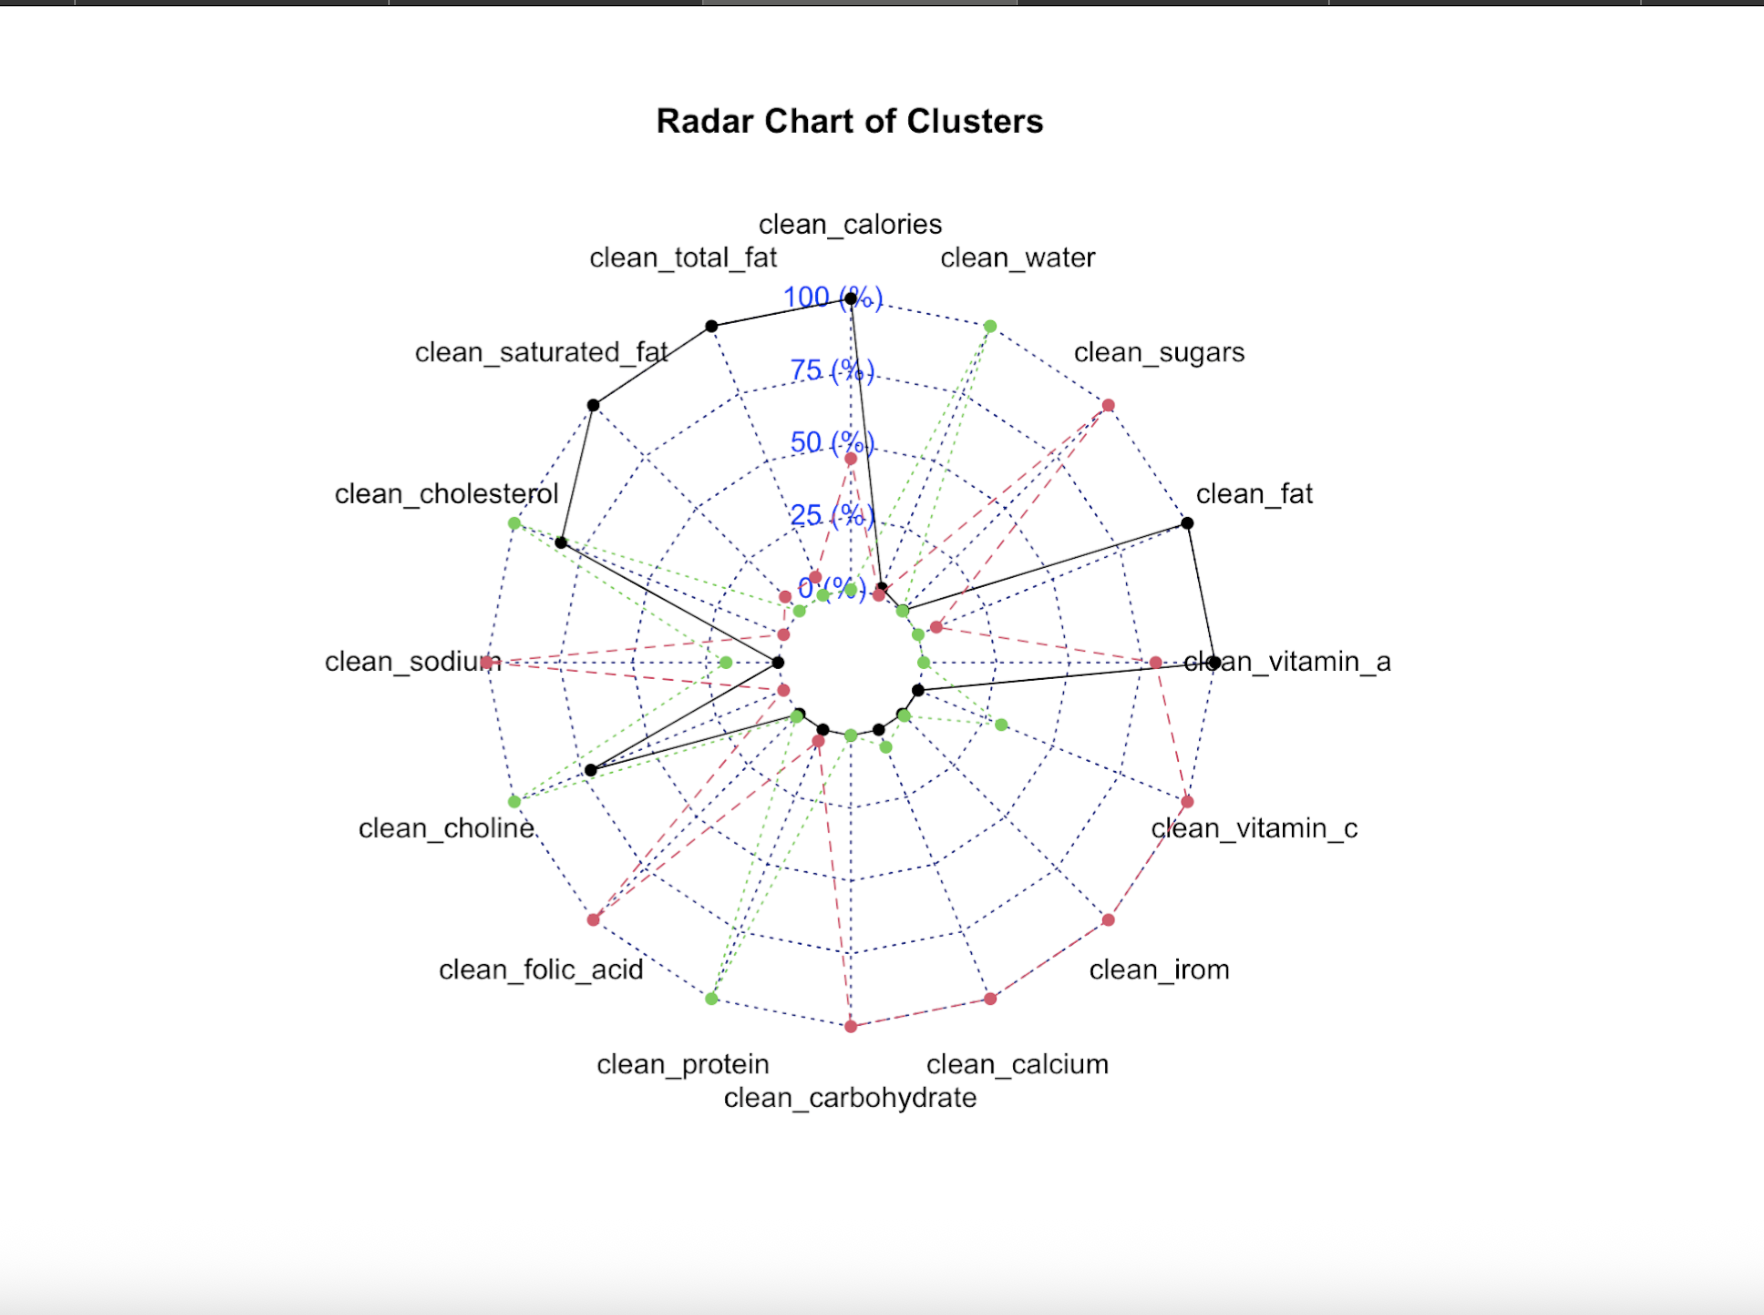 Radar Chart of Clusters
clean_calories
clean_total_fat
clean_water
100 (%)
clean_saturated_fat
clean_sugars
75 (%)
50 (%)
clean_cholesterol
clean_fat
25 (%)
0 (%)
clean_sodium
clean_vitamin_a
clean_choline
clean_vitamin_c
clean_folic_acid
clean_irom
clean_protein
clean_calcium
clean_carbohydrate